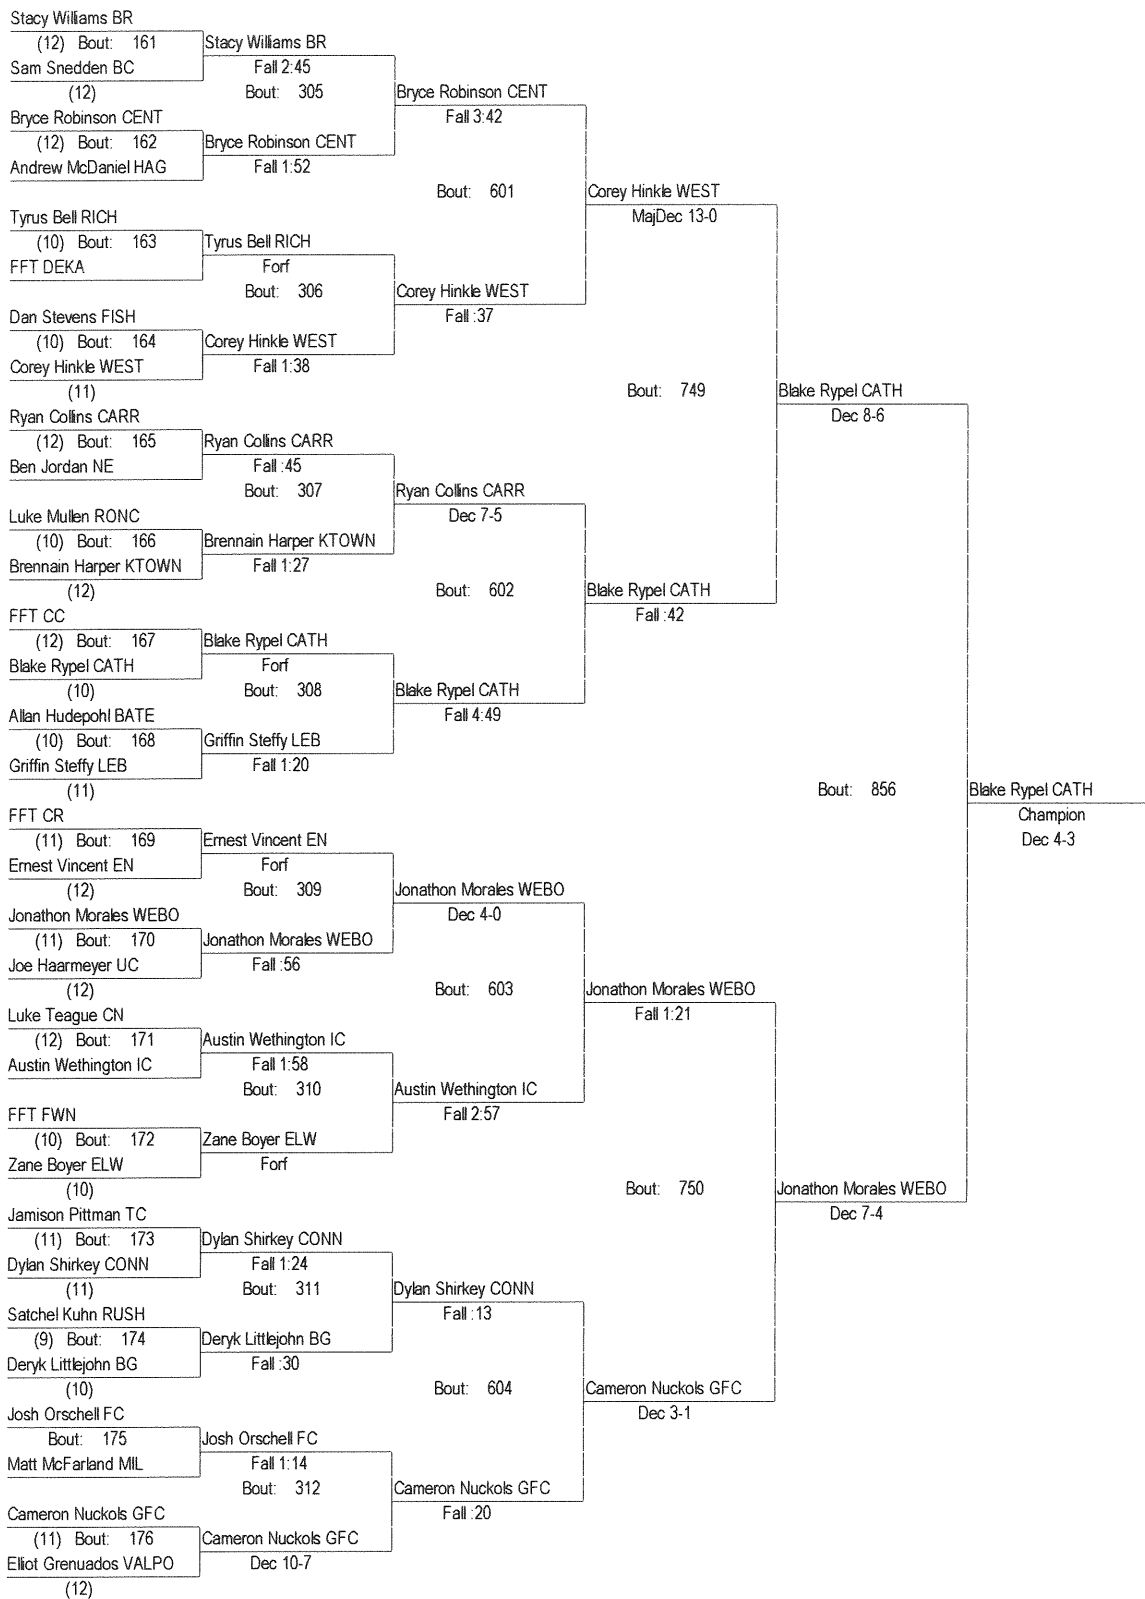 Stacy Williams BR
(12) Bout: 161
Sam Snedden BC
(12)
Bryce Robinson CENT
(12) Bout: 162
Andrew McDaniel HAG
Tyrus Bell RICH
(10) Bout: 163
FFT DEKA
Dan Stevens FISH
(10) Bout: 164
Corey Hinkle WEST
(11)
Ryan Collins CARR
(12) Bout: 165
Ben Jordan NE
Luke Mullen RONC
(10) Bout: 166
Brennain Harper KTOWN
(12)
FFT CC
(12) Bout: 167
Blake Rypel CATH
(10)
Allan Hudepohl BATE
(10) Bout: 168
Griffin Steffy LEB
(11)
FFT CR
(11) Bout: 169
Ernest Vincent EN
(12)
Jonathon Morales WEBO
(11) Bout: 170
Joe Haarmeyer UC
(12)
Luke Teague CN
(12) Bout: 171
Austin Wethington IC
FFT FWN
(10) Bout: 172
Zane Boyer ELW
(10)
Jamison Pittman TC
(11) Bout: 173
Dylan Shirkey CONN
(11)
Satchel Kuhn RUSH
(9) Bout: 174
Deryk Littlejohn BG
(10)
Josh Orschell FC
Bout: 175
Matt McFarland MIL
Cameron Nuckols GFC
(11) Bout: 176
Elliot Grenuados VALPO
(12)
Stacy Williams BR
Fall 2:45
Bout: 305
Bryce Robinson CENT
Fall 1:52
Tyrus Bell RICH
Forf
Bout: 306
Corey Hinkle WEST
Fall 1:38
Ryan Collins CARR
Fall :45
Bout: 307
Brennain Harper KTOWN
Fall 1:27
Blake Rypel CATH
Forf
Bout: 308
Griffin Steffy LEB
Fall 1:20
Ernest Vincent EN
Forf
Bout: 309
Jonathon Morales WEBO
Fall :56
Austin Wethington IC
Fall 1:58
Bout: 310
Zane Boyer ELW
Forf
Dylan Shirkey CONN
Fall 1:24
Bout: 311
Deryk Littlejohn BG
Fall :30
Josh Orschell FC
Fall 1:14
Bout: 312
Cameron Nuckols GFC
Dec 10-7
Bryce Robinson CENT
Fall 3:42
Bout: 601
Corey Hinkle WEST
Fall :37
Ryan Collins CARR
Dec 7-5
Bout: 602
Blake Rypel CATH
Fall 4:49
Jonathon Morales WEBO
Dec 4-0
Bout: 603
Austin Wethington IC
Fall 2:57
Dylan Shirkey CONN
Fall :13
Bout: 604
Cameron Nuckols GFC
Fall :20
Corey Hinkle WEST
MajDec 13-0
Bout: 749
Blake Rypel CATH
Fall :42
Jonathon Morales WEBO
Fall 1:21
Bout: 750
Cameron Nuckols GFC
Dec 3-1
Blake Rypel CATH
Dec 8-6
Bout: 856
Jonathon Morales WEBO
Dec 7-4
Blake Rypel CATH
Champion
Dec 4-3